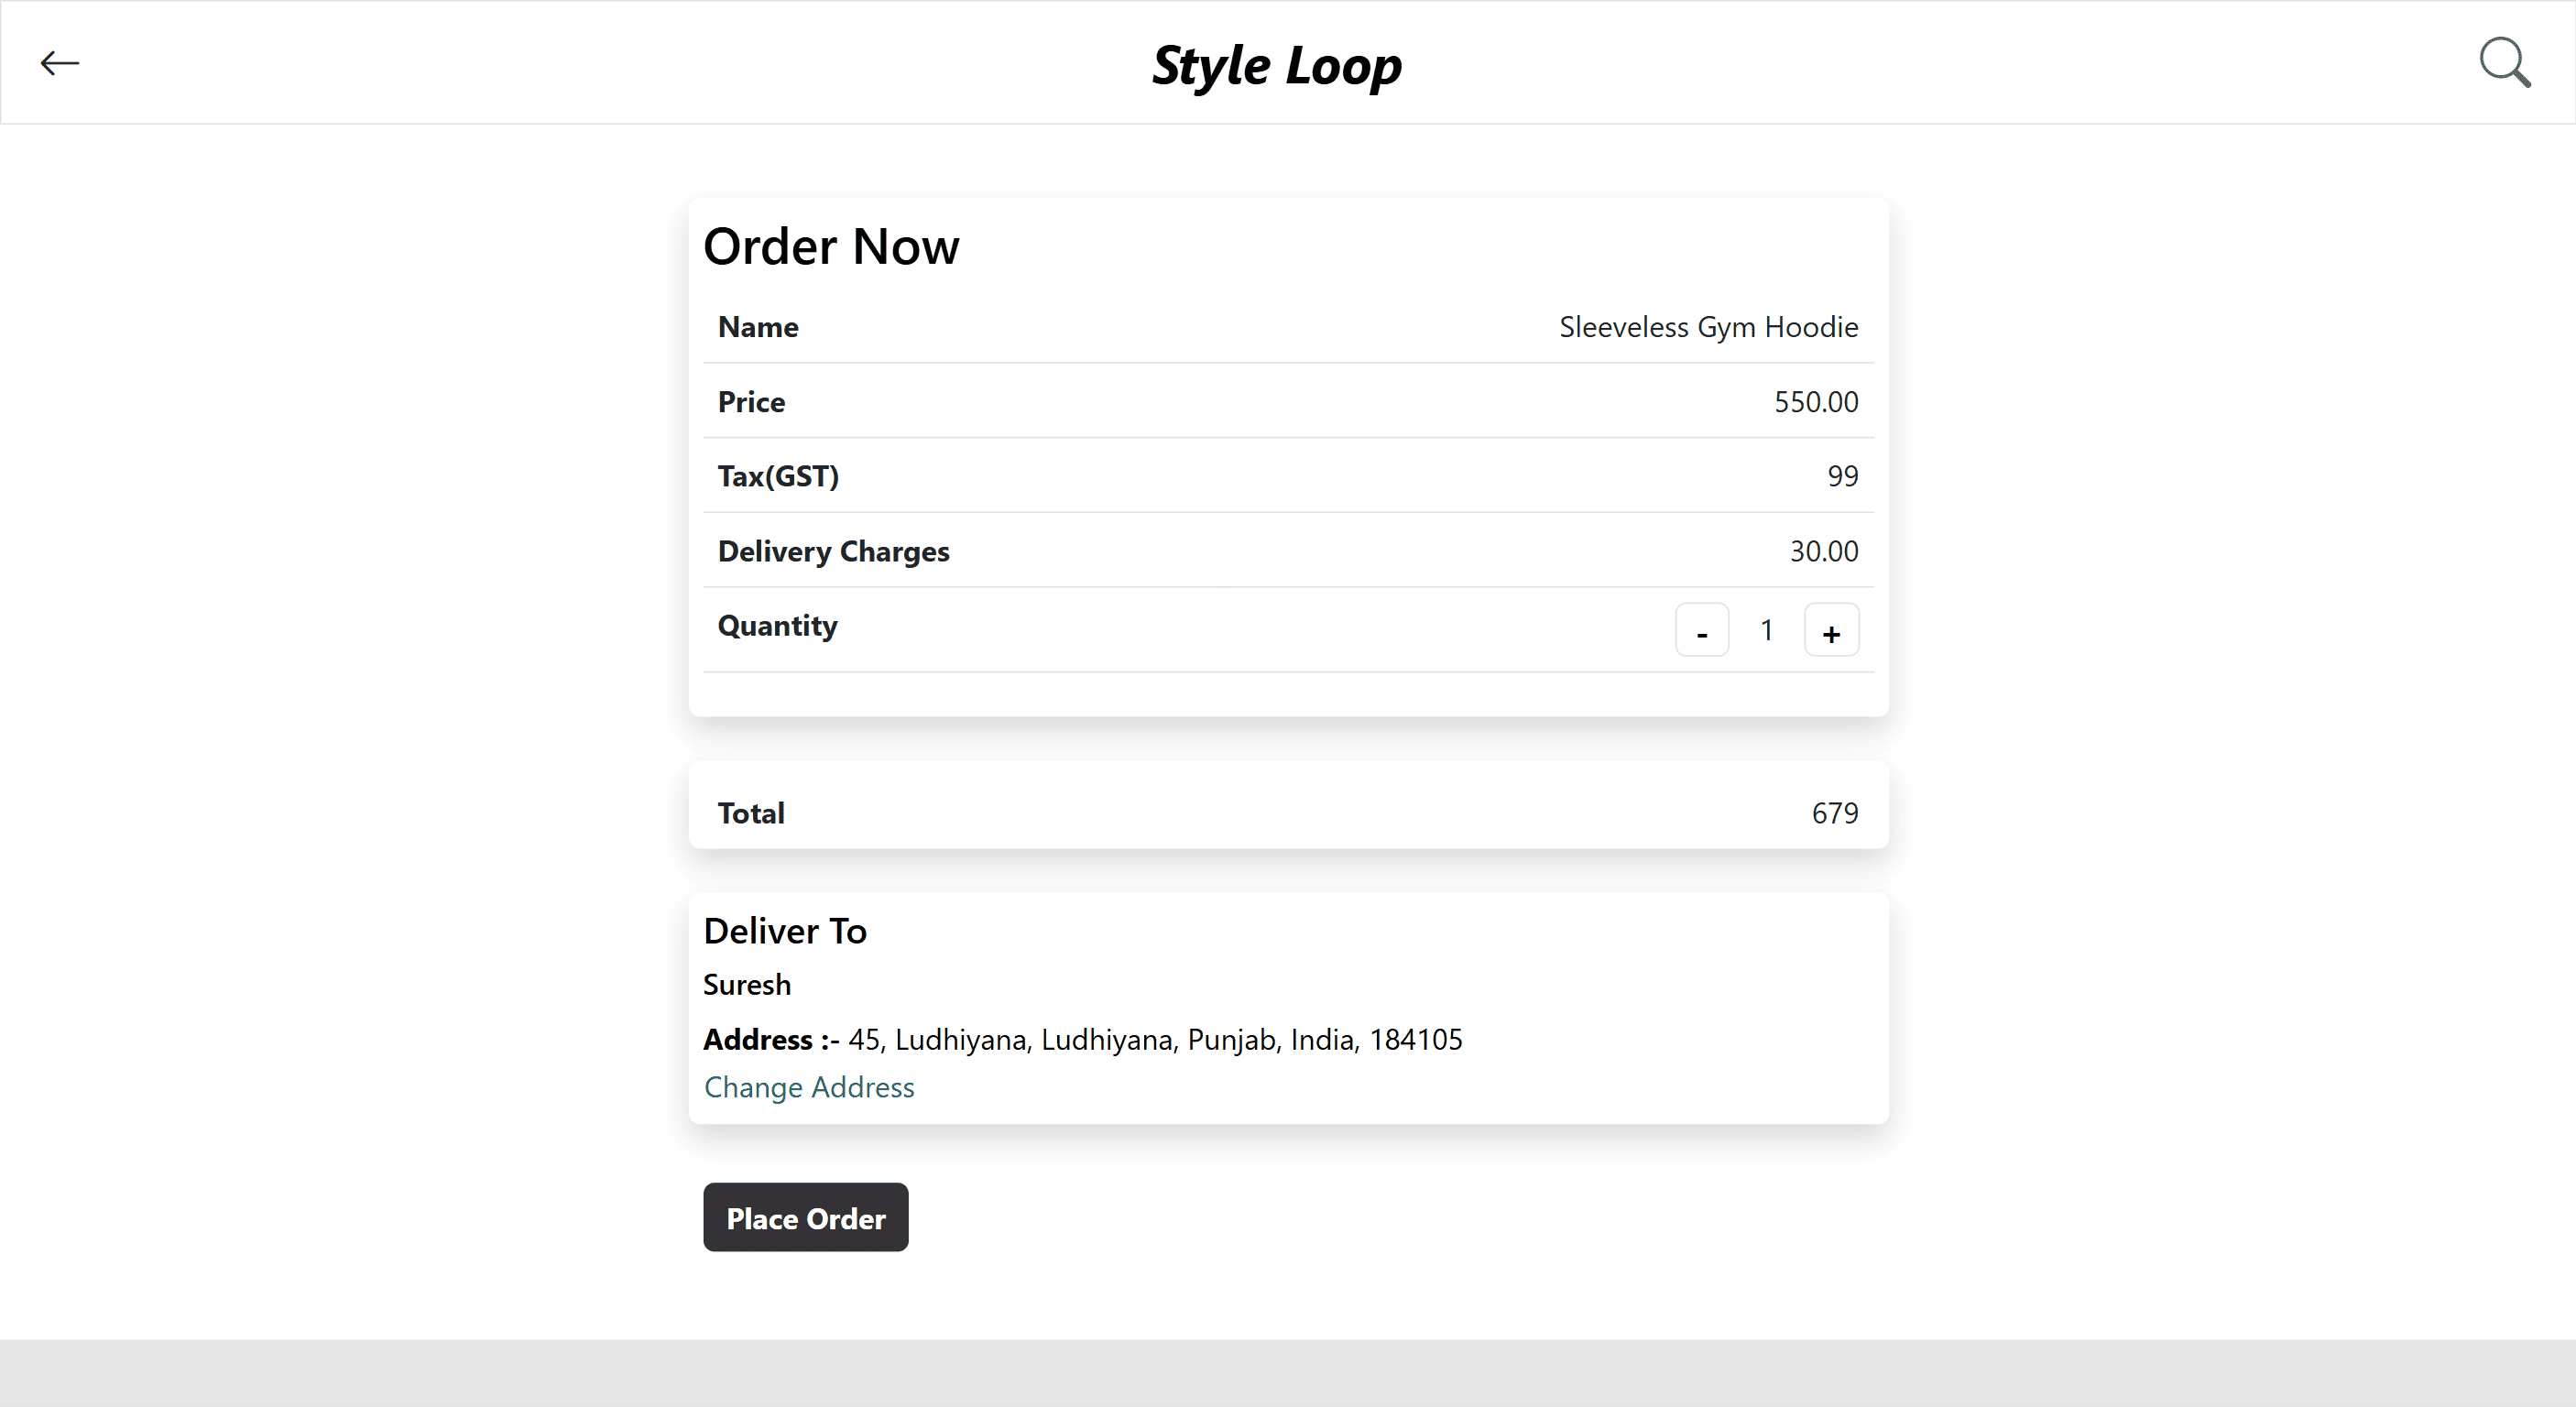 Style Loop
Order Now
Name Sleeveless Gym Hoodie
Price 550.00
Tax(GST) 99
Delivery Charges 30.00
Quantity - 1 +
Total 679
Deliver To
Suresh
Address :- 45, Ludhiyana, Ludhiyana, Punjab, India, 184105
Change Address
Place Order